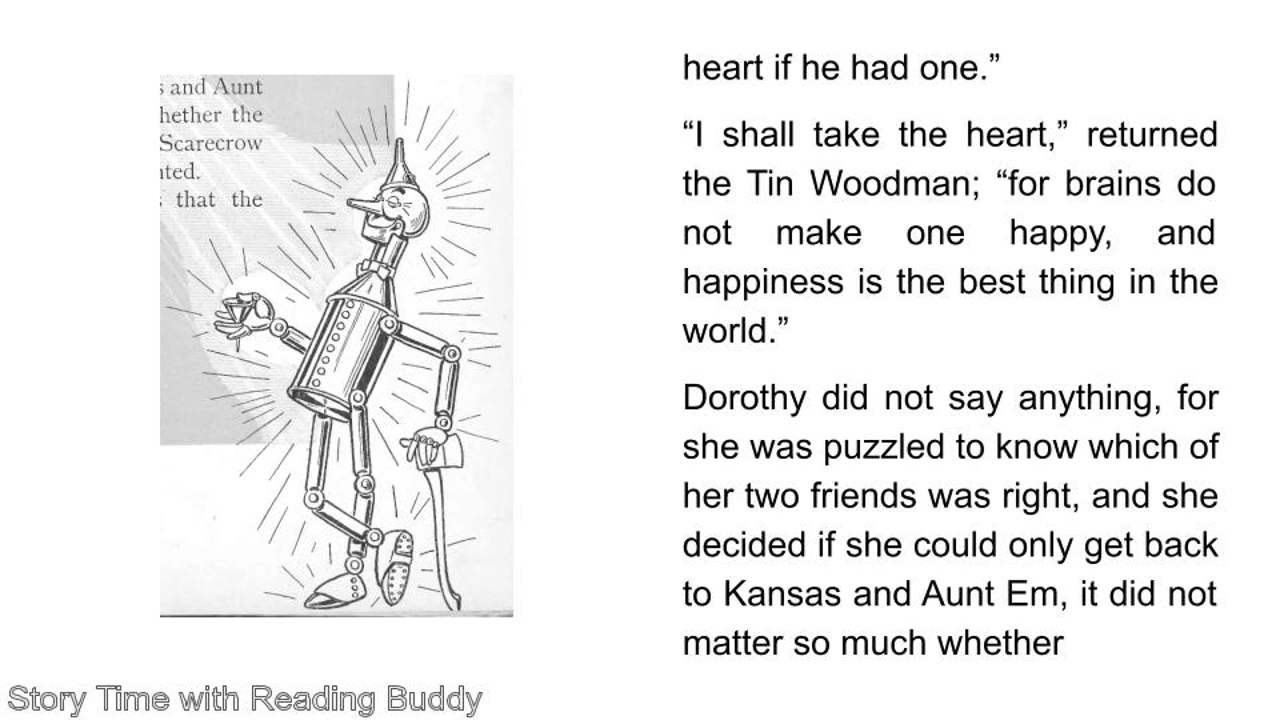 s and Aunt
hether the
Scarecrow
nted.
s that the
heart if he had one.”
“I shall take the heart,” returned
the Tin Woodman; “for brains do
not make one happy, and
happiness is the best thing in the
world.”
Dorothy did not say anything, for
she was puzzled to know which of
her two friends was right, and she
decided if she could only get back
to Kansas and Aunt Em, it did not
matter so much whether
Story Time with Reading Buddy